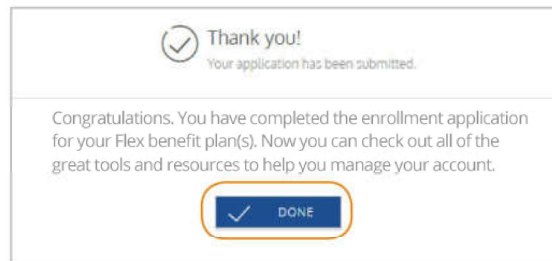 Thank you!
Your application has been submitted.
Congratulations. You have completed the enrollment application
for your Flex benefit plan(s). Now you can check out all of the
great tools and resources to help you manage your account.
DONE